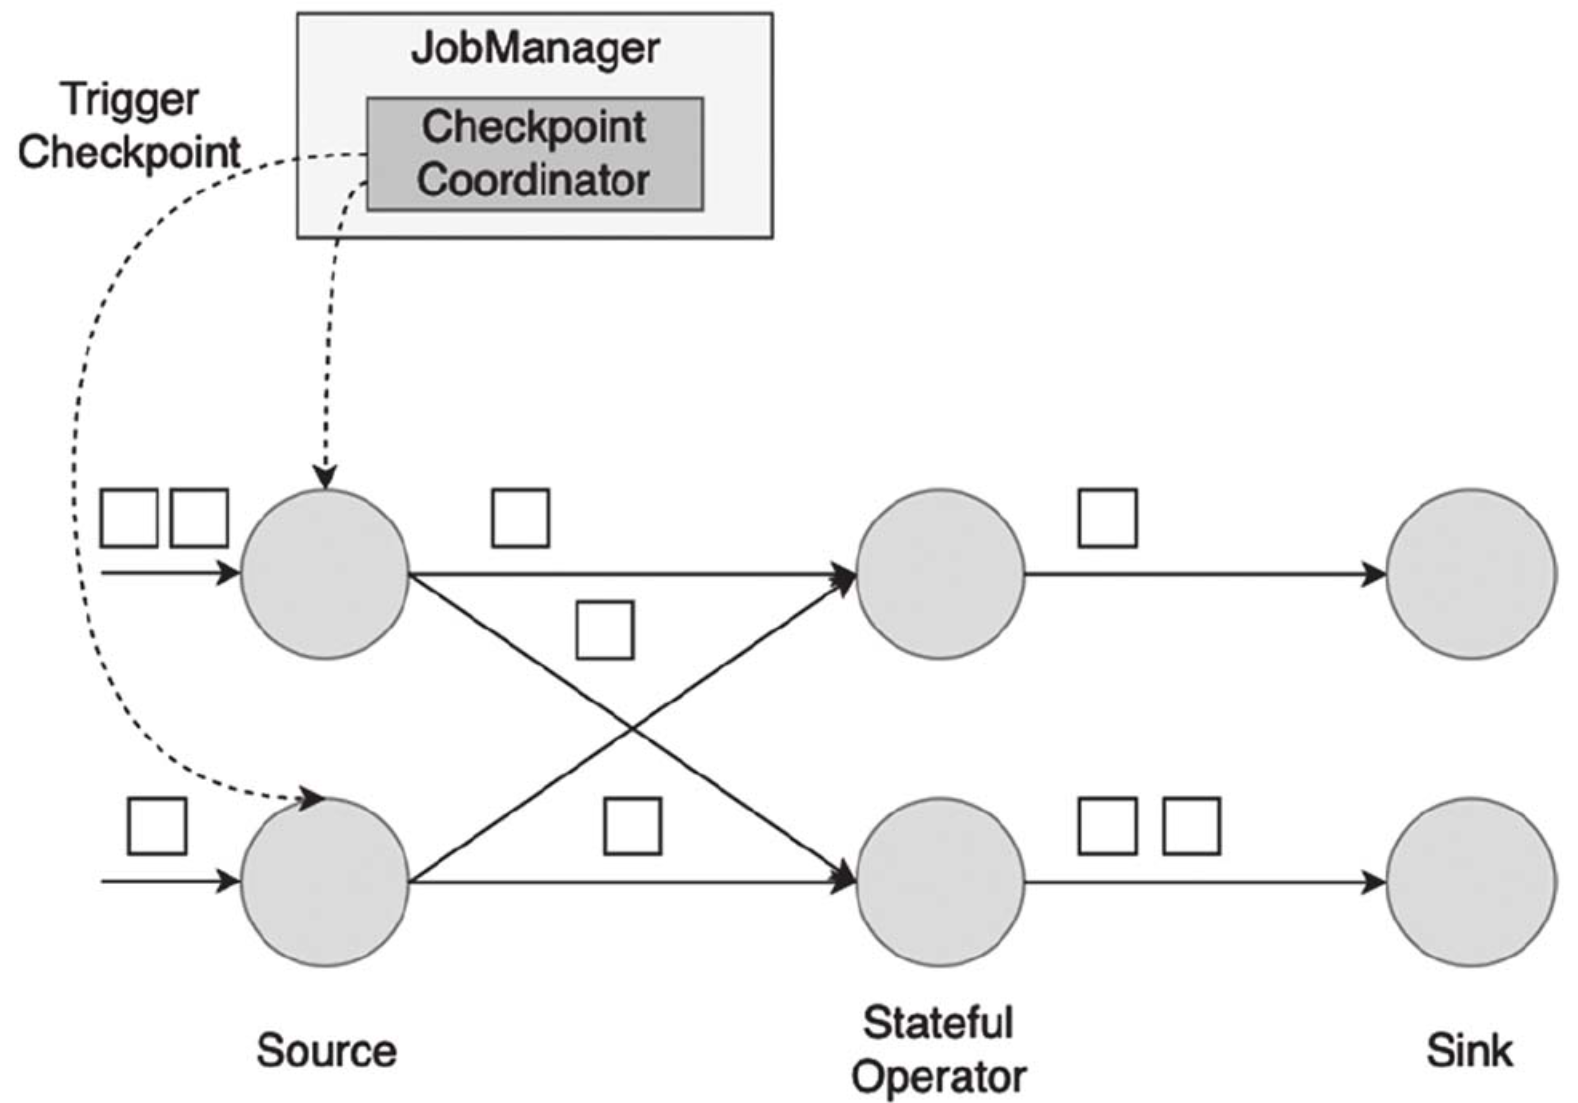 JobManager
Trigger
Checkpoint
Checkpoint
Coordinator
Source
Stateful
Operator
Sink